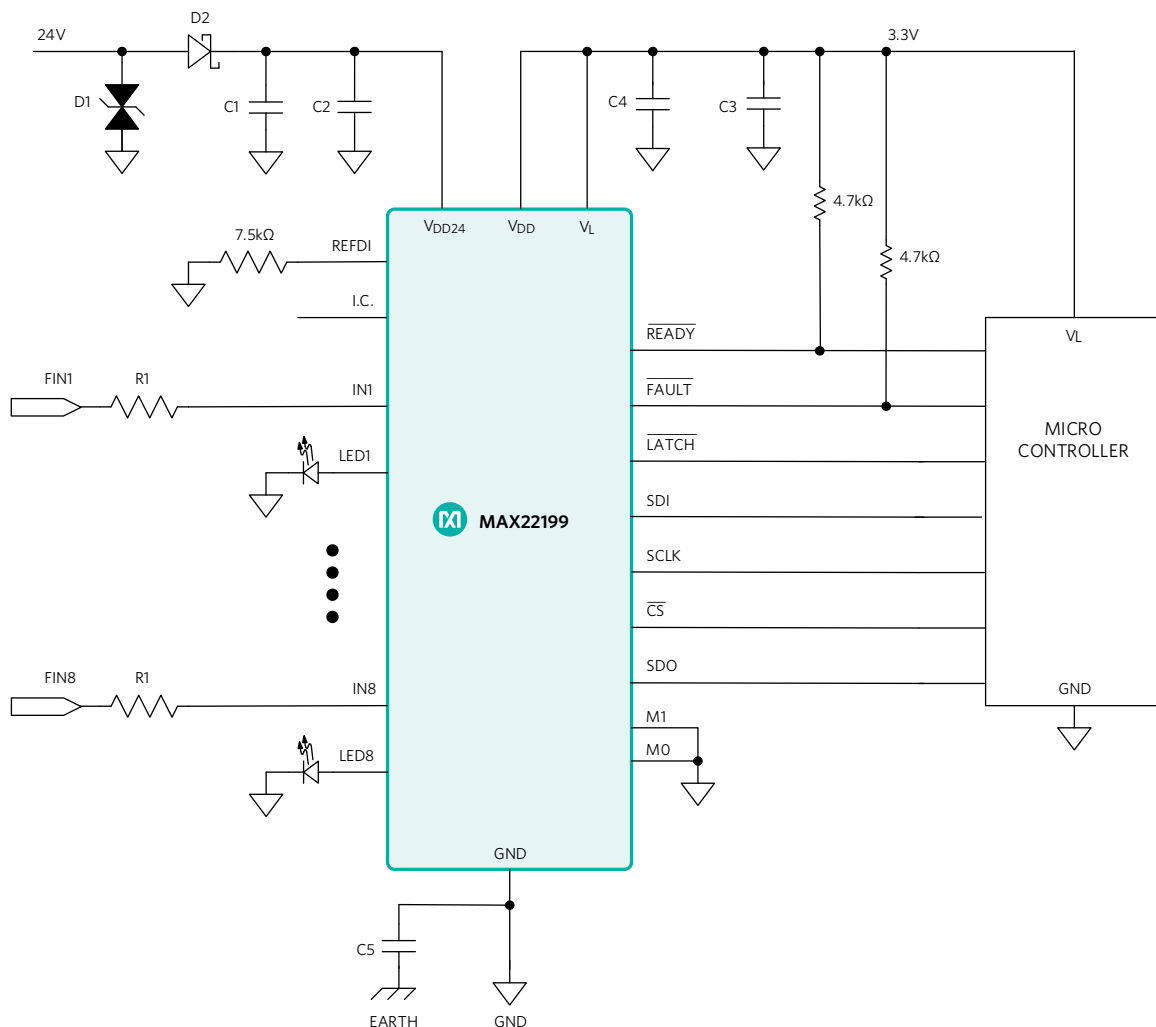 D2
24V
3.3V
D1
C1
C2
C4
C3
4.7kΩ
4.7kΩ
VDD24
VDD
VL
7.5kΩ
REFDI
I.C.
READY
VL
FIN1
R1
IN1
FAULT
MICRO
CONTROLLER
LATCH
LED1
SDI
MAX22199
SCLK
CS
SDO
FIN8
R1
IN8
GND
M1
M0
LED8
GND
C5
EARTH
GND